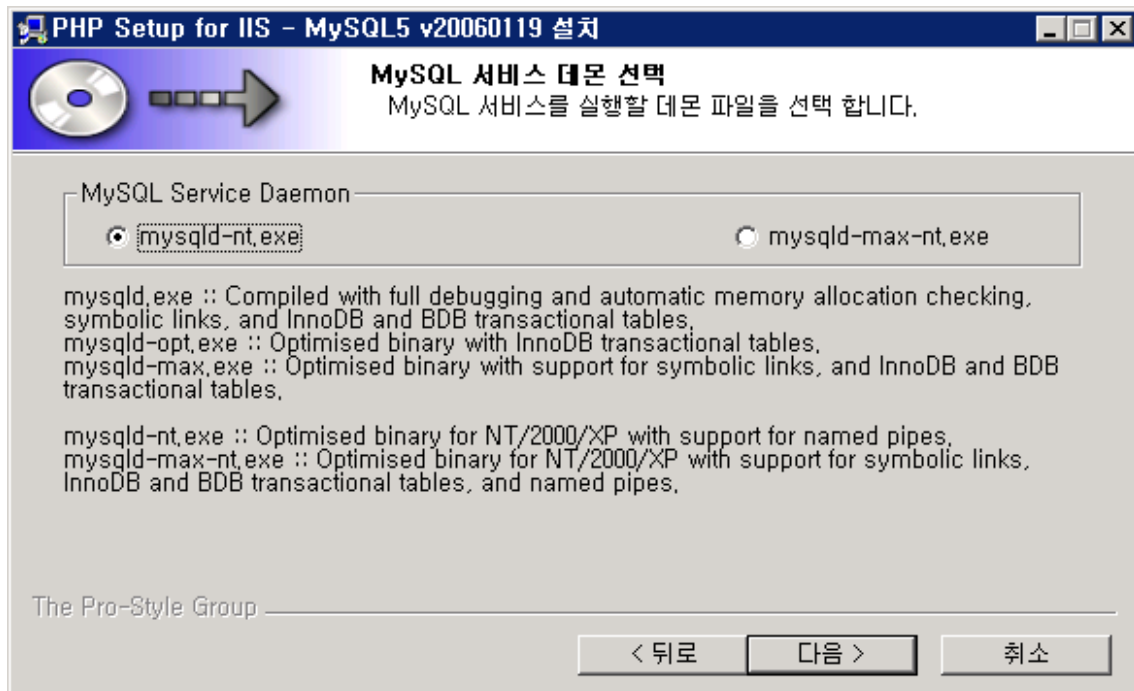 PHP Setup for IIS - MySQL5 v20060119 설치
MySQL 서비스 데몬 선택
MySQL 서비스를 실행할 데몬 파일을 선택 합니다.
MySQL Service Daemon
mysqld-nt.exe
mysqld-max-nt.exe
mysqld.exe :: Compiled with full debugging and automatic memory allocation checking,
symbolic links, and InnoDB and BDB transactional tables.
mysqld-opt.exe :: Optimised binary with InnoDB transactional tables.
mysqld-max.exe :: Optimised binary with support for symbolic links, and InnoDB and BDB
transactional tables.
mysqld-nt.exe :: Optimised binary for NT/2000/XP with support for named pipes.
mysqld-max-nt.exe :: Optimised binary for NT/2000/XP with support for symbolic links,
InnoDB and BDB transactional tables, and named pipes.
The Pro-Style Group
< 뒤로
다음 >
취소